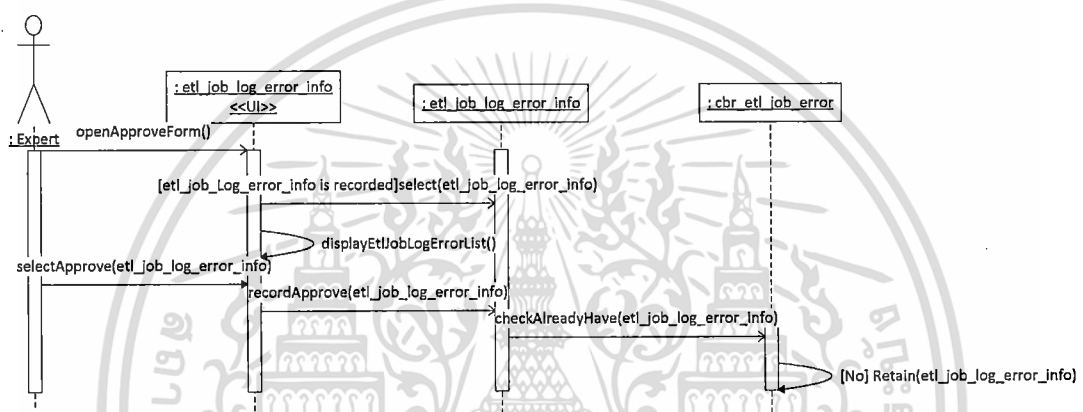 : etl_job_log_error_info
<<UI>>
: etl_job_log_error_info
: cbr_etl_job_error
: Expert
openApproveForm()
[etl_job_Log_error_info is recorded]select(etl_job_log_error_info)
displayEtlJobLogErrorList()
selectApprove(etl_job_log_error_info)
recordApprove(etl_job_log_error_info)
checkAlreadyHave(etl_job_log_error_info)
[No] Retain(etl_job_log_error_info)